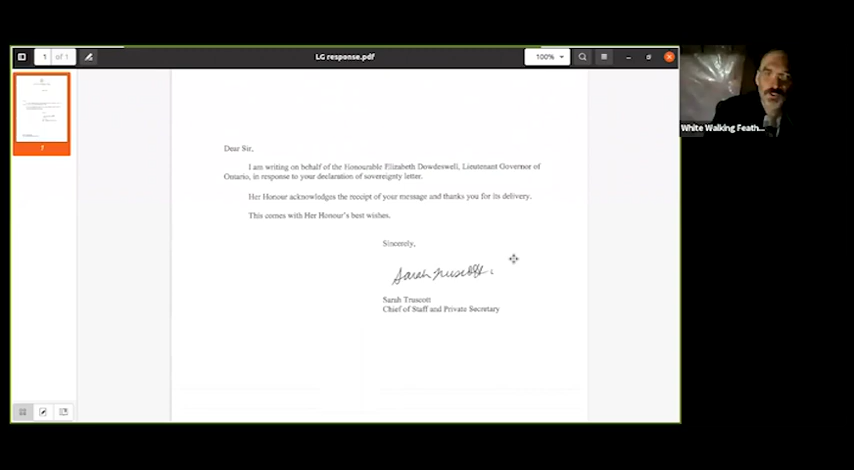 1 of 1
LG response.pdf
100%
Dear Sir,
I am writing on behalf of the Honourable Elizabeth Dowdeswell, Lieutenant Governor of
Ontario, in response to your declaration of sovereignty letter.
Her Honour acknowledges the receipt of your message and thanks you for its delivery.
This comes with Her Honour's best wishes.
Sincerely,
Sarah Truscott.
Sarah Truscott
Chief of Staff and Private Secretary
1
White Walking Feath...